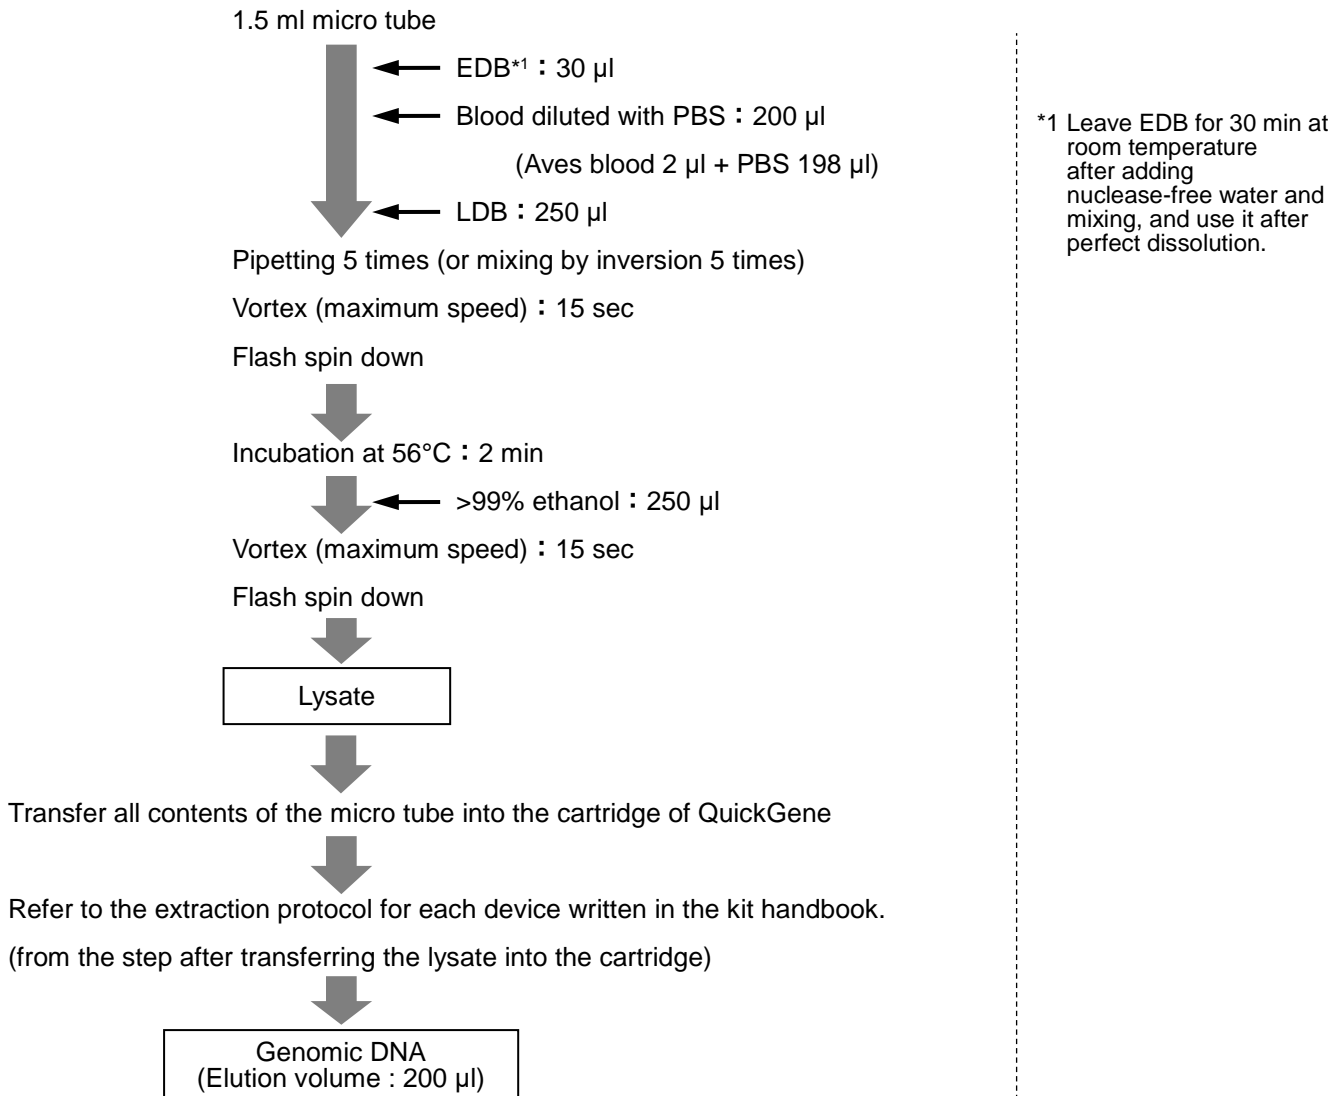 1.5 ml micro tube
EDB*1：30 µl
Blood diluted with PBS：200 µl
(Aves blood 2 µl + PBS 198 µl)
LDB：250 µl
Pipetting 5 times (or mixing by inversion 5 times)
Vortex (maximum speed)：15 sec
Flash spin down
Incubation at 56°C：2 min
>99% ethanol：250 µl
Vortex (maximum speed)：15 sec
Flash spin down
Lysate
Transfer all contents of the micro tube into the cartridge of QuickGene
Refer to the extraction protocol for each device written in the kit handbook.
(from the step after transferring the lysate into the cartridge)
Genomic DNA
(Elution volume : 200 µl)
*1 Leave EDB for 30 min at
room temperature
after adding
nuclease-free water and
mixing, and use it after
perfect dissolution.